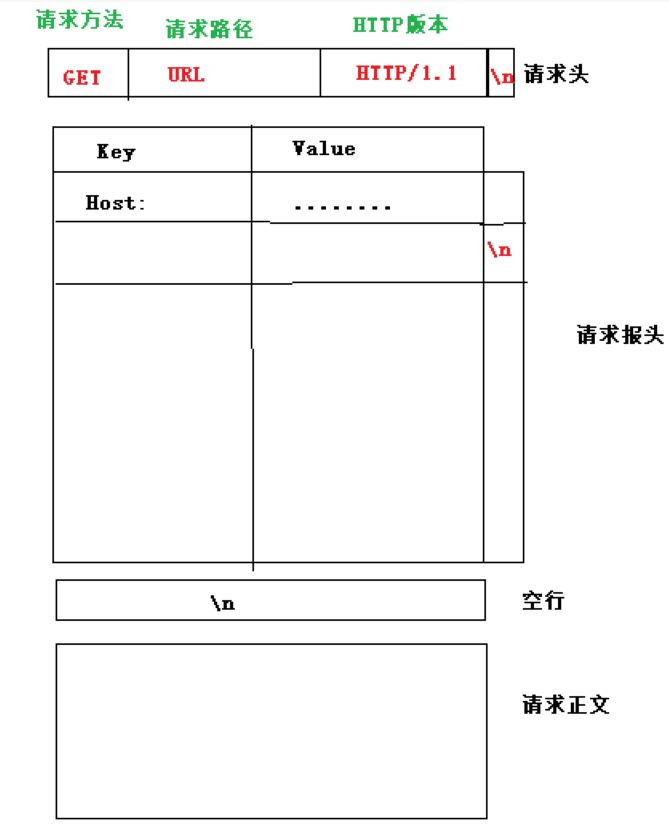 请求方法 请求路径 HTTP版本
GET URL HTTP/1.1 \n 请求头
Key Value
Host: ........
\n
请求报头
\n 空行
请求正文